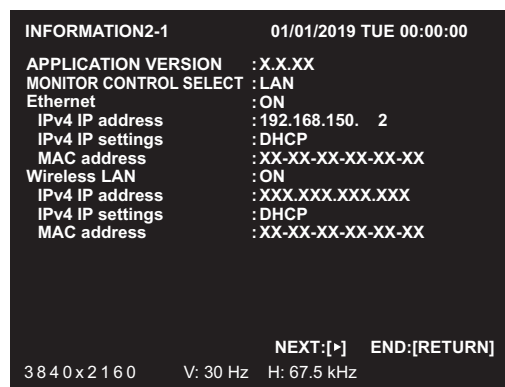 INFORMATION2-1 01/01/2019 TUE 00:00:00
APPLICATION VERSION :X.X.XX
MONITOR CONTROL SELECT :LAN
Ethernet :ON
IPv4 IP address :192.168.150. 2
IPv4 IP settings :DHCP
MAC address :XX-XX-XX-XX-XX-XX
Wireless LAN :ON
IPv4 IP address :XXX.XXX.XXX.XXX
IPv4 IP settings :DHCP
MAC address :XX-XX-XX-XX-XX-XX
NEXT:[▶] END:[RETURN]
3840x2160 V: 30 Hz H: 67.5 kHz